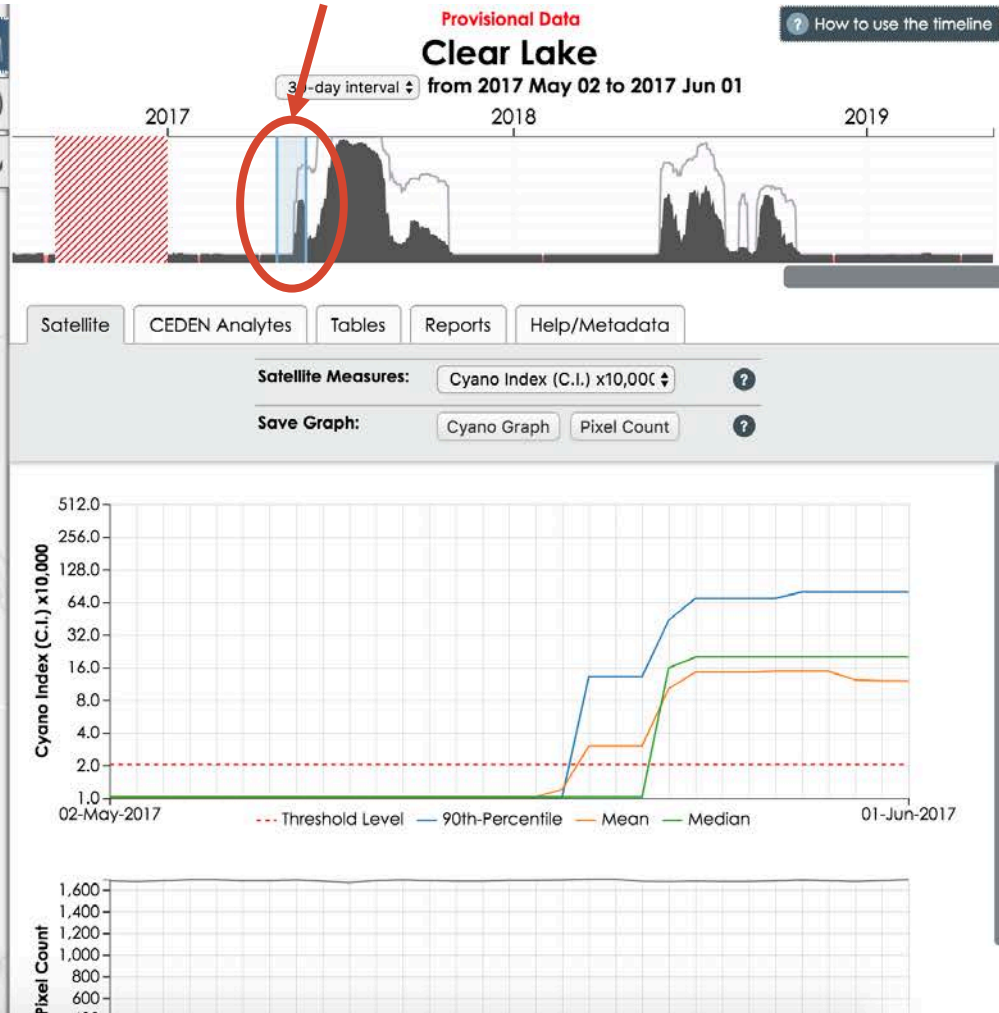 Provisional Data
? How to use the timeline
Clear Lake
-day interval from 2017 May 02 to 2017 Jun 01
2017 2018 2019
Satellite CEDEN Analytes Tables Reports Help/Metadata
Satellite Measures: Cyano Index (C.I.) x10,00( ?
Save Graph: Cyano Graph Pixel Count ?
512.0
256.0
128.0
64.0
32.0
16.0
8.0
4.0
2.0
1.0
Cyano Index (C.I.) x10,000
02-May-2017 01-Jun-2017
--- Threshold Level — 90th-Percentile — Mean — Median
1,600
1,400
1,200
1,000
800
600
Pixel Count